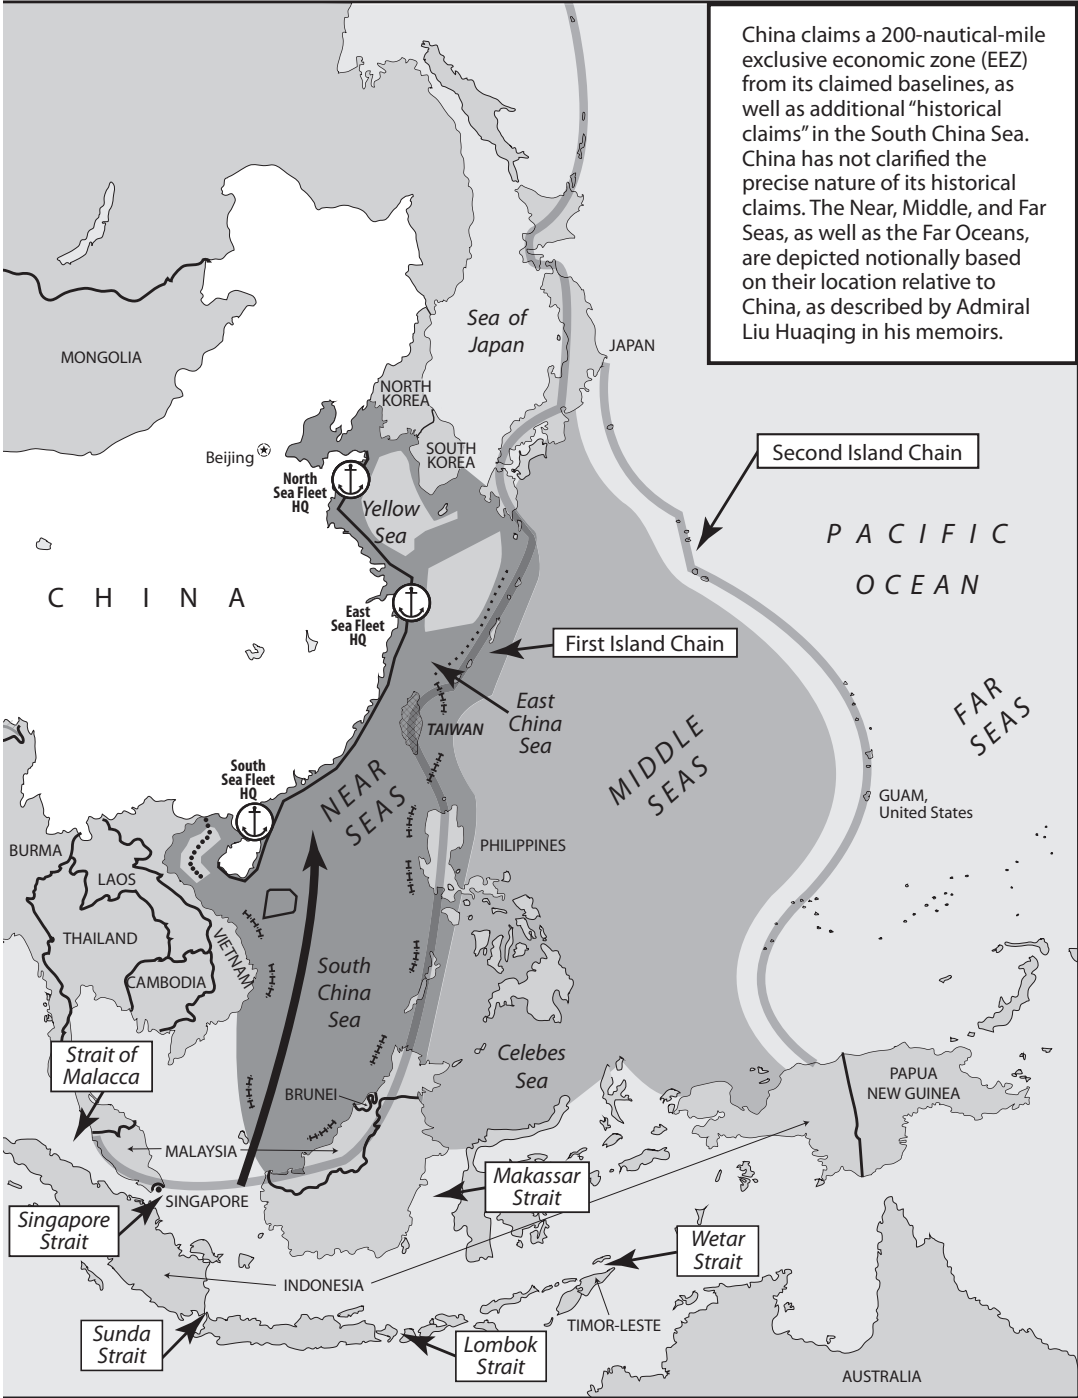 China claims a 200-nautical-mile
exclusive economic zone (EEZ)
from its claimed baselines, as
well as additional “historical
claims” in the South China Sea.
China has not clarified the
precise nature of its historical
claims. The Near, Middle, and Far
Seas, as well as the Far Oceans,
are depicted notionally based
on their location relative to
China, as described by Admiral
Liu Huaqing in his memoirs.
Sea of
Japan
JAPAN
MONGOLIA
NORTH
KOREA
SOUTH
KOREA
Beijing
North
Sea Fleet
HQ
Yellow
Sea
Second Island Chain
PACIFIC
OCEAN
CHINA
East
Sea Fleet
HQ
First Island Chain
East
China
Sea
TAIWAN
FAR
SEAS
MIDDLE
SEAS
NEAR
SEAS
South
Sea Fleet
HQ
GUAM,
United States
PHILIPPINES
BURMA
LAOS
THAILAND
VIETNAM
CAMBODIA
South
China
Sea
Strait of
Malacca
Celebes
Sea
BRUNEI
PAPUA
NEW GUINEA
MALAYSIA
Makassar
Strait
SINGAPORE
Singapore
Strait
Wetar
Strait
INDONESIA
TIMOR-LESTE
Sunda
Strait
Lombok
Strait
AUSTRALIA